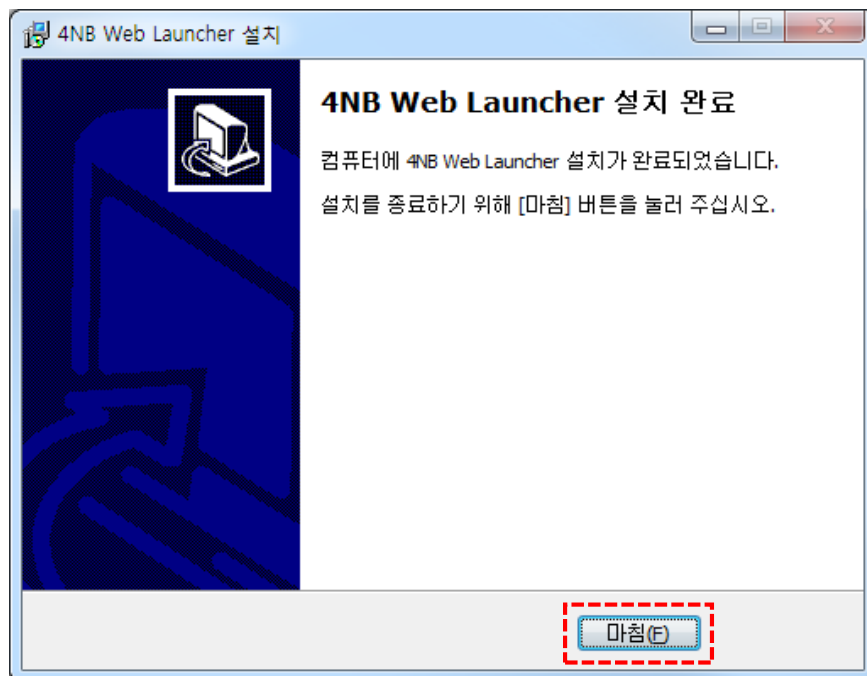 4NB Web Launcher 설치
4NB Web Launcher 설치 완료
컴퓨터에 4NB Web Launcher 설치가 완료되었습니다.
설치를 종료하기 위해 [마침] 버튼을 눌러 주십시오.
마침(F)